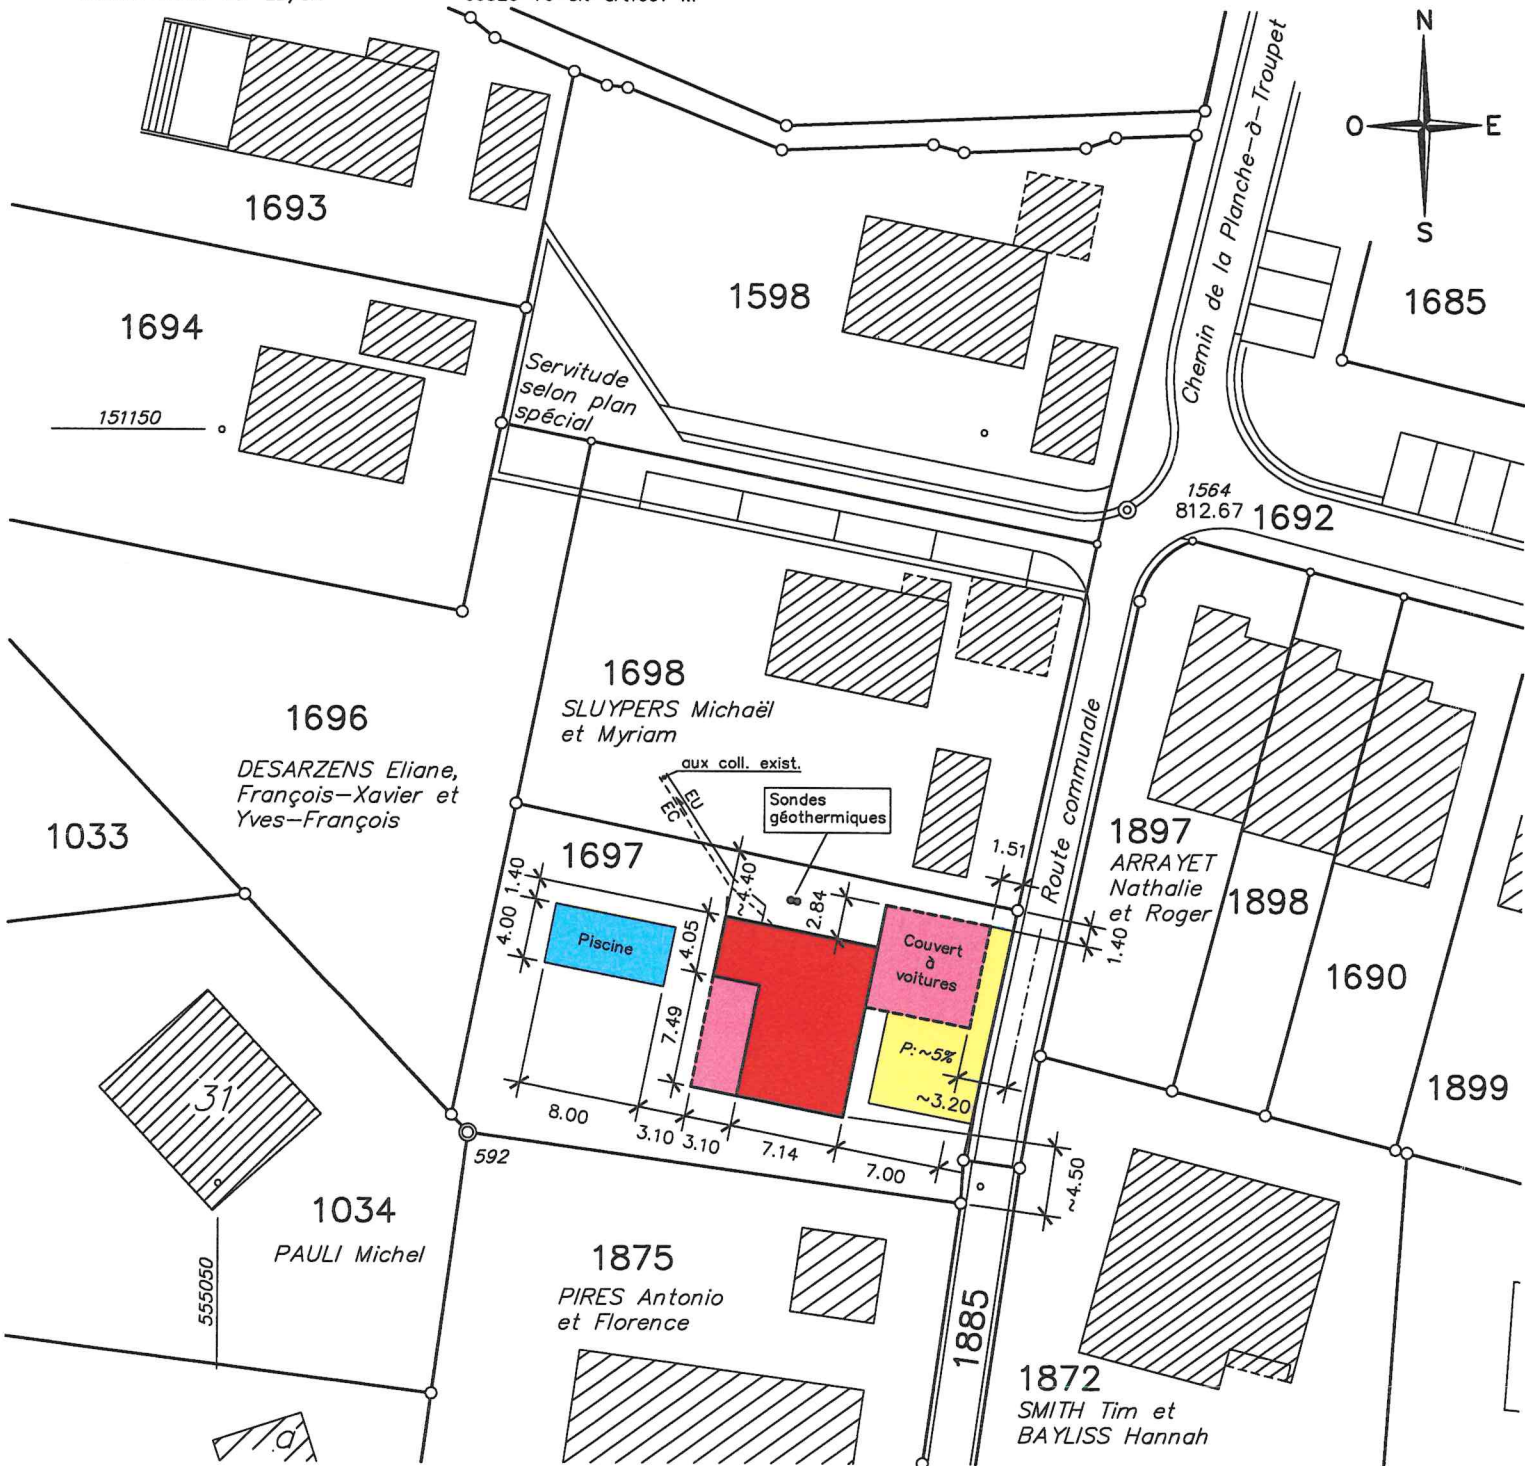 N
O
E
S
Chemin de la Planche-à-Troupet
1693
1598
1685
1694
Servitude
selon plan
spécial
151150
1564
812.67
1692
1698
SLUYPERS Michaël
et Myriam
1696
DESARZENS Eliane,
François-Xavier et
Yves-François
aux coll. exist.
EU
EC
Sondes
géothermiques
Route communale
1033
1697
1.51
1897
ARRAYET
Nathalie
et Roger
1898
1.40
4.00
~4.40
2.84
1.40
Piscine
4.05
Couvert
à
voitures
1690
7.49
P:~5%
~3.20
1899
31
8.00
3.10
3.10
7.14
7.00
~4.50
592
1034
PAULI Michel
555050
1875
PIRES Antonio
et Florence
1885
1872
SMITH Tim et
BAYLISS Hannah
d